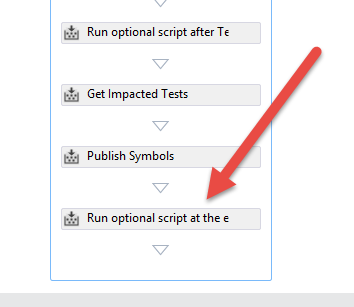 Run optional script after Te
Get Impacted Tests
Publish Symbols
Run optional script at the e